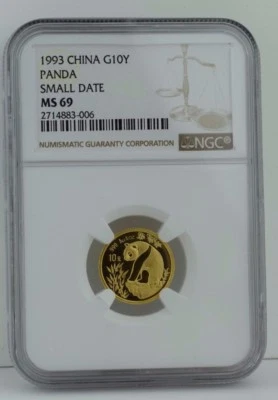 1993 CHINA G10Y
PANDA
SMALL DATE
MS 69
2714883-006
NUMISMATIC GUARANTY CORPORATION
NGC
10元